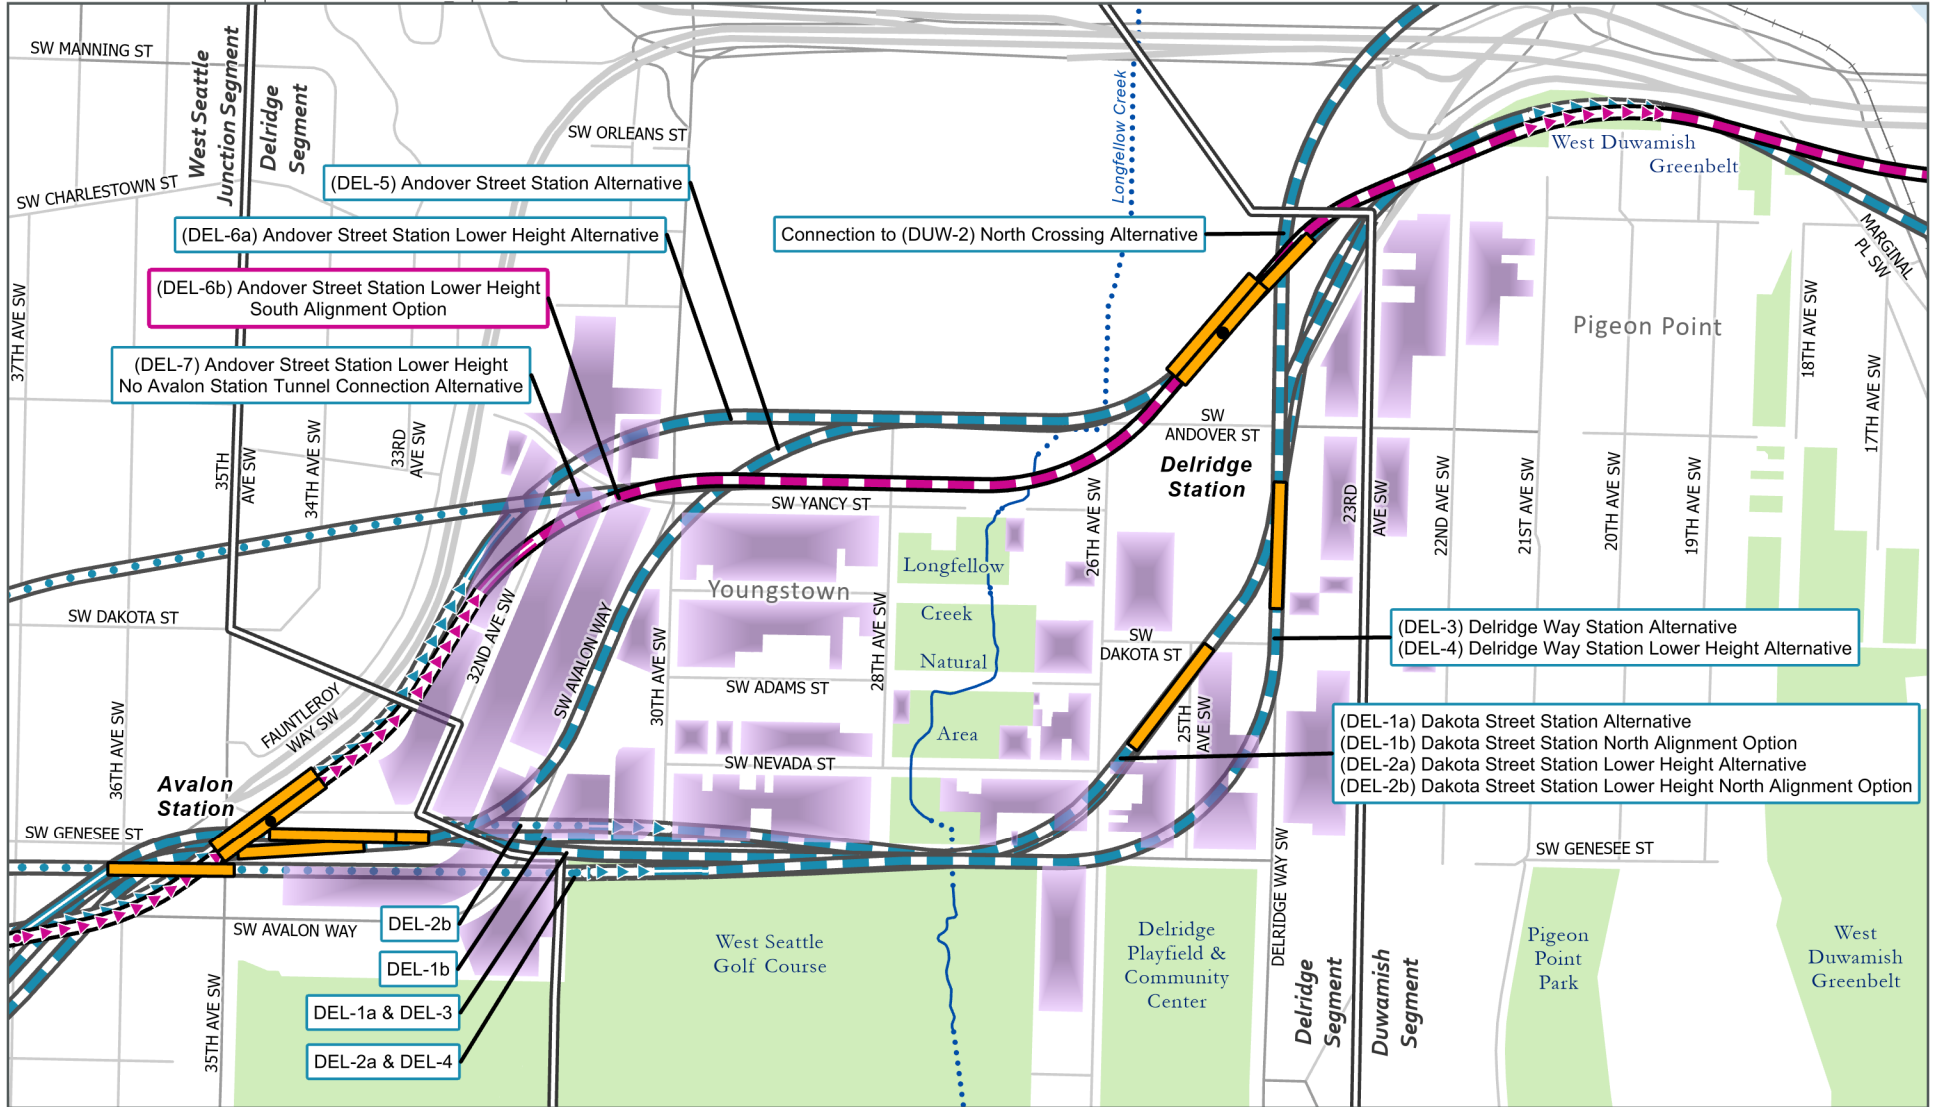 SW MANNING ST
West Seattle
Junction Segment
Delridge
Segment
SW ORLEANS ST
Longfellow Creek
West Duwamish
Greenbelt
SW CHARLESTOWN ST
(DEL-5) Andover Street Station Alternative
(DEL-6a) Andover Street Station Lower Height Alternative
Connection to (DUW-2) North Crossing Alternative
MARGINAL
PL SW
(DEL-6b) Andover Street Station Lower Height
South Alignment Option
37TH AVE SW
Pigeon Point
18TH AVE SW
(DEL-7) Andover Street Station Lower Height
No Avalon Station Tunnel Connection Alternative
17TH AVE SW
35TH
AVE SW
34TH AVE SW
33RD
AVE SW
SW
ANDOVER ST
Delridge
Station
SW YANCY ST
26TH AVE SW
23RD
AVE SW
22ND AVE SW
21ST AVE SW
20TH AVE SW
19TH AVE SW
Youngstown
Longfellow
Creek
Natural
Area
SW DAKOTA ST
32ND AVE SW
SW AVALON WAY
30TH AVE SW
28TH AVE SW
SW
DAKOTA ST
(DEL-3) Delridge Way Station Alternative
(DEL-4) Delridge Way Station Lower Height Alternative
SW ADAMS ST
FAUNTLEROY
WAY SW
36TH AVE SW
25TH
AVE SW
(DEL-1a) Dakota Street Station Alternative
(DEL-1b) Dakota Street Station North Alignment Option
(DEL-2a) Dakota Street Station Lower Height Alternative
(DEL-2b) Dakota Street Station Lower Height North Alignment Option
SW NEVADA ST
Avalon
Station
SW GENESEE ST
SW GENESEE ST
DELRIDGE WAY SW
SW AVALON WAY
DEL-2b
DEL-1b
DEL-1a & DEL-3
DEL-2a & DEL-4
35TH AVE SW
West Seattle
Golf Course
Delridge
Playfield &
Community
Center
Delridge
Segment
Duwamish
Segment
Pigeon
Point
Park
West
Duwamish
Greenbelt